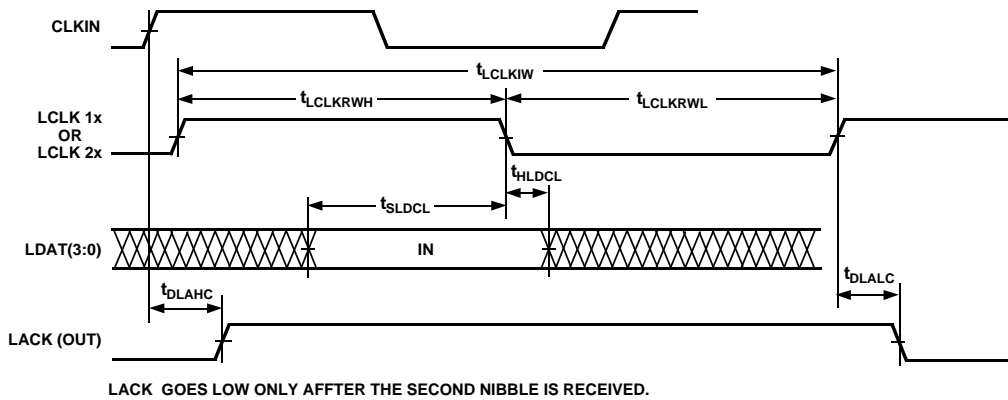 CLKIN
tLCLKIW
tLCLKRWH
tLCLKRWL
LCLK 1x
OR
LCLK 2x
tHLDCL
tSLDCL
LDAT(3:0)
IN
tDLAHC
tDLALC
LACK (OUT)
LACK GOES LOW ONLY AFFTER THE SECOND NIBBLE IS RECEIVED.